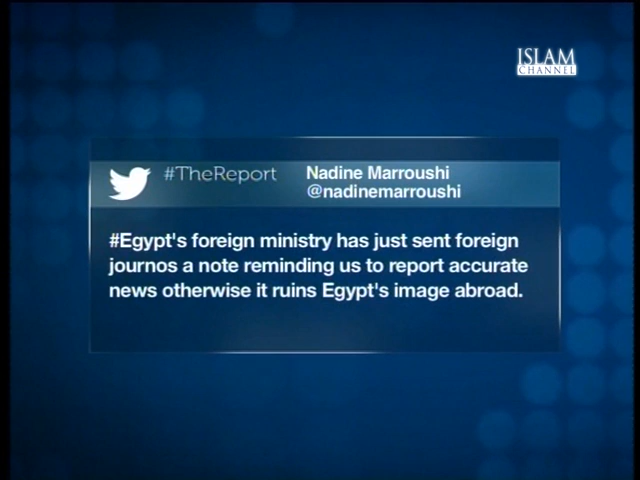 ISLAM
CHANNEL
#TheReport
Nadine Marroushi
@nadinemarroushi
#Egypt's foreign ministry has just sent foreign
journos a note reminding us to report accurate
news otherwise it ruins Egypt's image abroad.